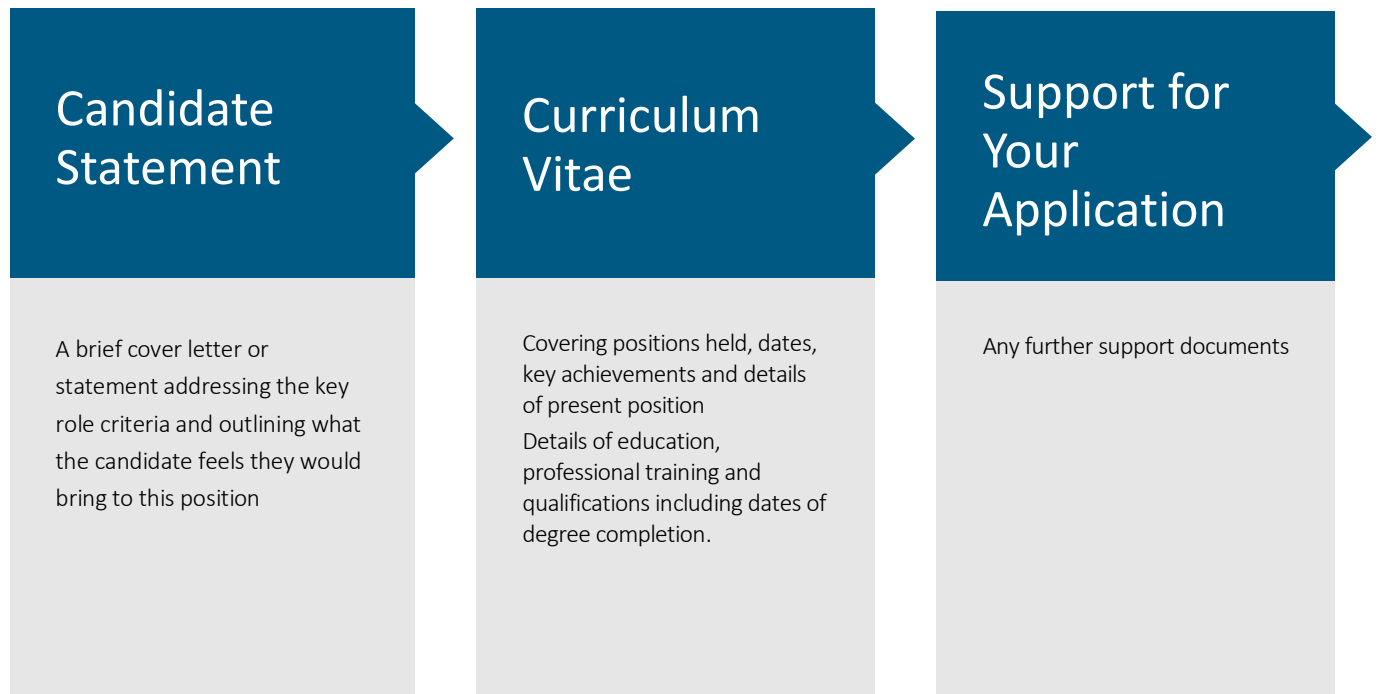 Candidate
Statement
A brief cover letter or
statement addressing the key
role criteria and outlining what
the candidate feels they would
bring to this position
Curriculum
Vitae
Covering positions held, dates,
key achievements and details
of present position
Details of education,
professional training and
qualifications including dates of
degree completion.
Support for
Your
Application
Any further support documents